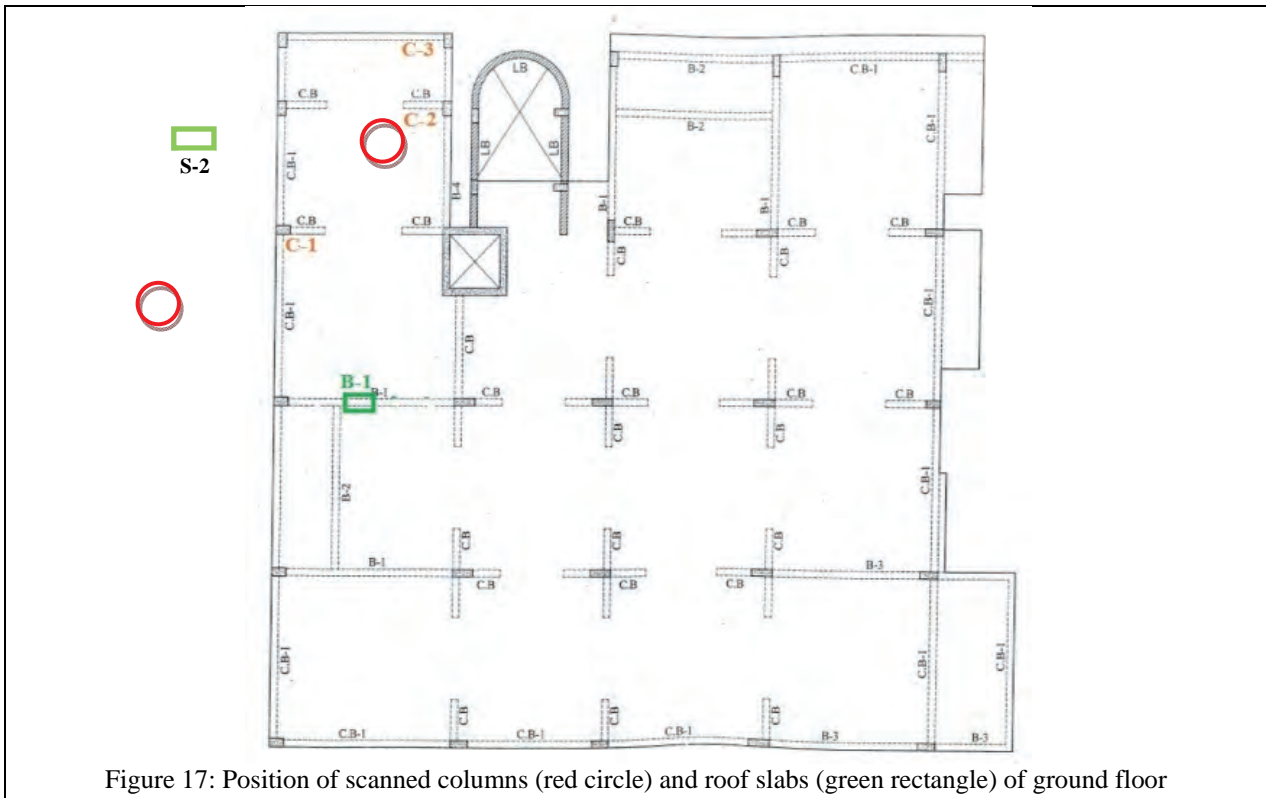 C-3
LB
B-2
C.B-1
C.B
C.B
C-2
B-2
C.B-1
S-2
C.B-1
LB
LB
B-4
B-1
B-1
C.B
C.B
C.B
C.B
C.B
C-1
C.B
C.B
C.B-1
C.B-1
C.B
B-1
B-1
C.B
C.B
C.B
C.B
C.B
C.B
B-2
C.B-1
C.B
C.B
C.B
B-1
B-3
C.B
C.B
C.B
C.B-1
C.B-1
C.B-1
C.B
C.B
C.B
C.B-1
C.B-1
C.B-1
B-3
B-3
Figure 17: Position of scanned columns (red circle) and roof slabs (green rectangle) of ground floor